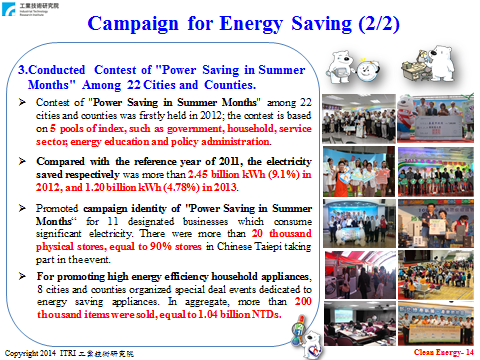 工業技術研究院
Industrial Technology
Research Institute
Campaign for Energy Saving (2/2)
3.Conducted Contest of "Power Saving in Summer
Months" Among 22 Cities and Counties.
➤ Contest of "Power Saving in Summer Months" among 22
cities and counties was firstly held in 2012; the contest is based
on 5 pools of index, such as government, household, service
sector, energy education and policy administration.
➤ Compared with the reference year of 2011, the electricity
saved respectively was more than 2.45 billion kWh (9.1%) in
2012, and 1.20 billion kWh (4.78%) in 2013.
➤ Promoted campaign identity of "Power Saving in Summer
Months“ for 11 designated businesses which consume
significant electricity. There were more than 20 thousand
physical stores, equal to 90% stores in Chinese Taiepi taking
part in the event.
➤ For promoting high energy efficiency household appliances,
8 cities and counties organized special deal events dedicated to
energy saving appliances. In aggregate, more than 200
thousand items were sold, equal to 1.04 billion NTDs.
Copyright 2014 ITRI 工業技術研究院
Clean Energy- 14